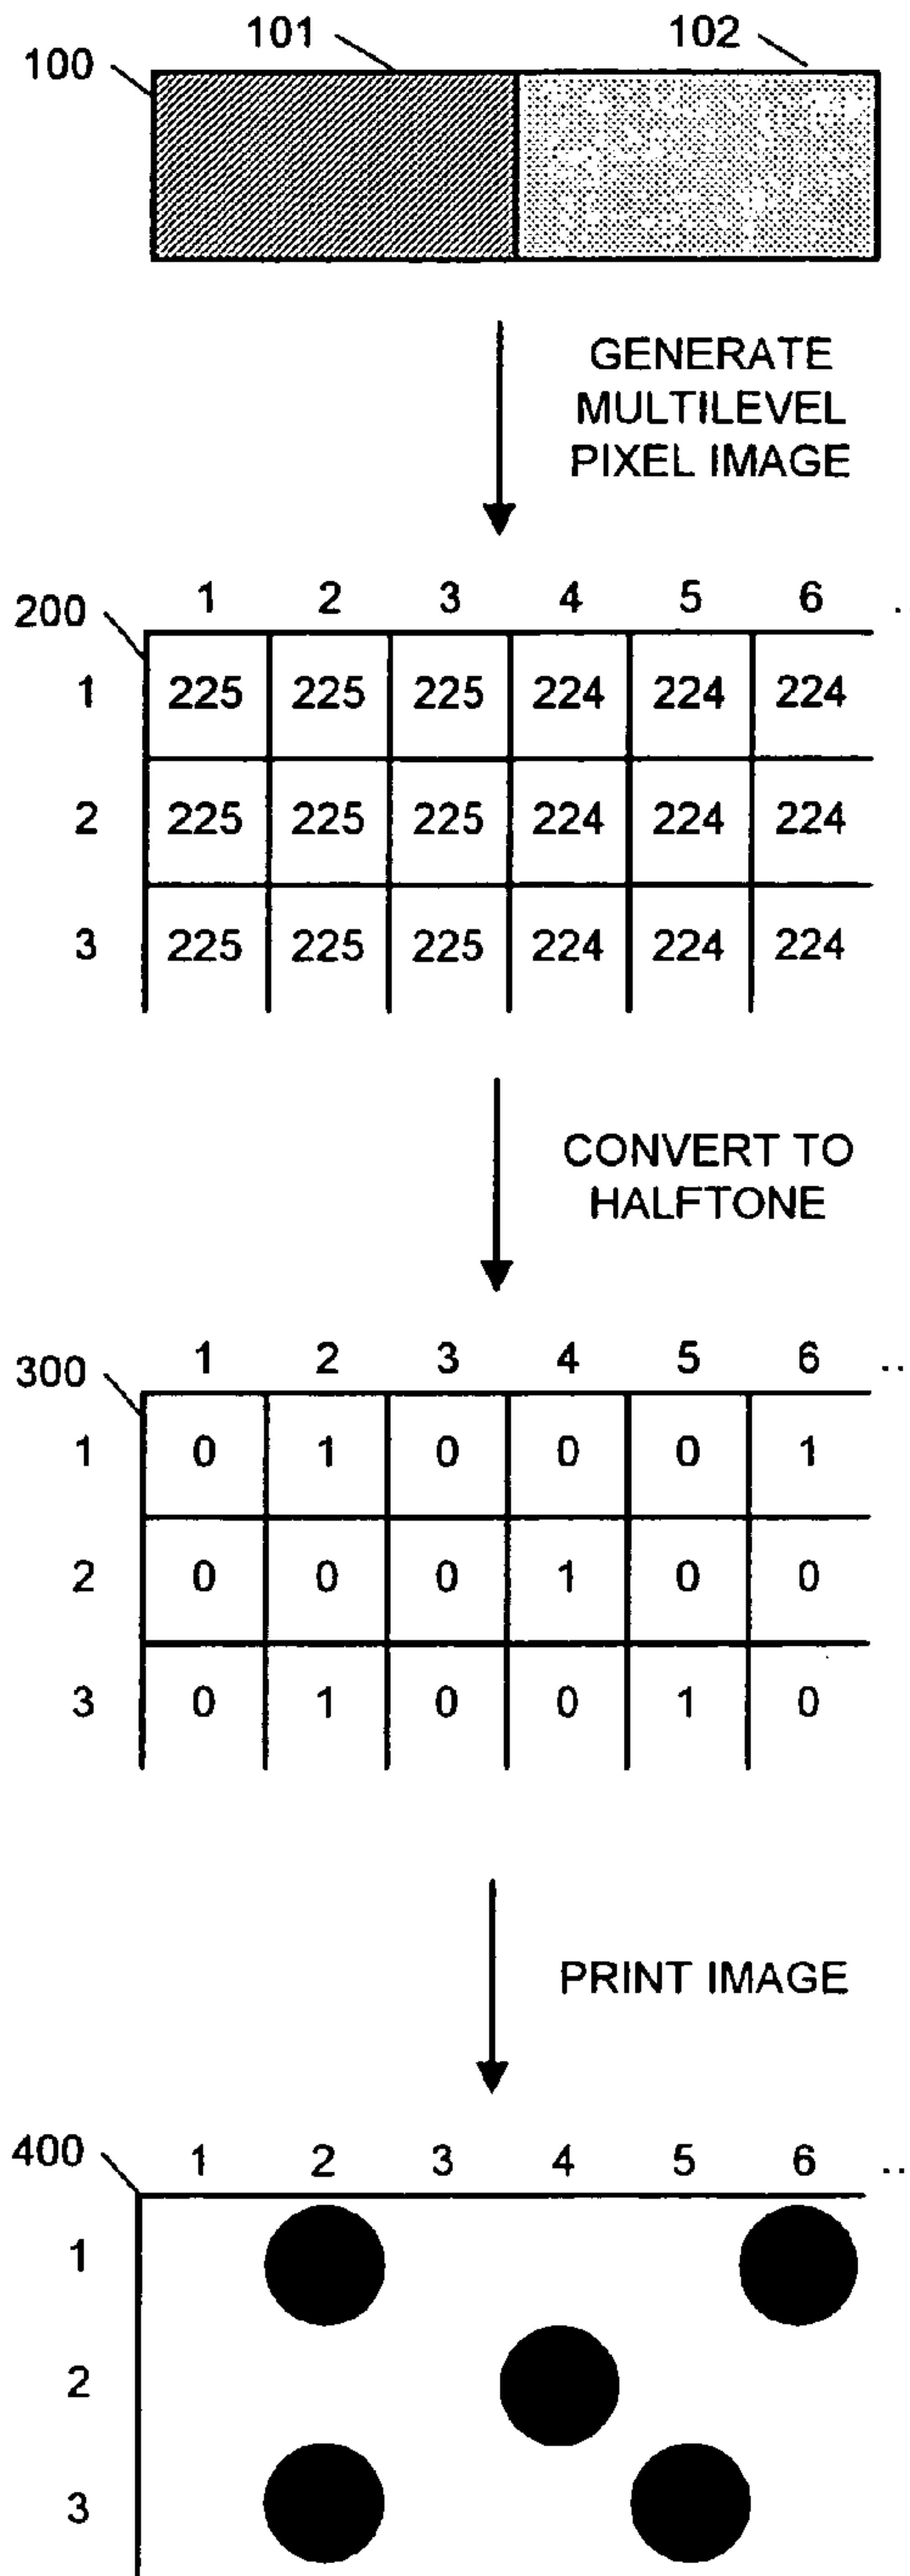 101 102
100
GENERATE
MULTILEVEL
PIXEL IMAGE
1 2 3 4 5 6 .
200
1 225 225 225 224 224 224
2 225 225 225 224 224 224
3 225 225 225 224 224 224
CONVERT TO
HALFTONE
1 2 3 4 5 6 ..
300
1 0 1 0 0 0 1
2 0 0 0 1 0 0
3 0 1 0 0 1 0
PRINT IMAGE
400 1 2 3 4 5 6 ..
1
2
3